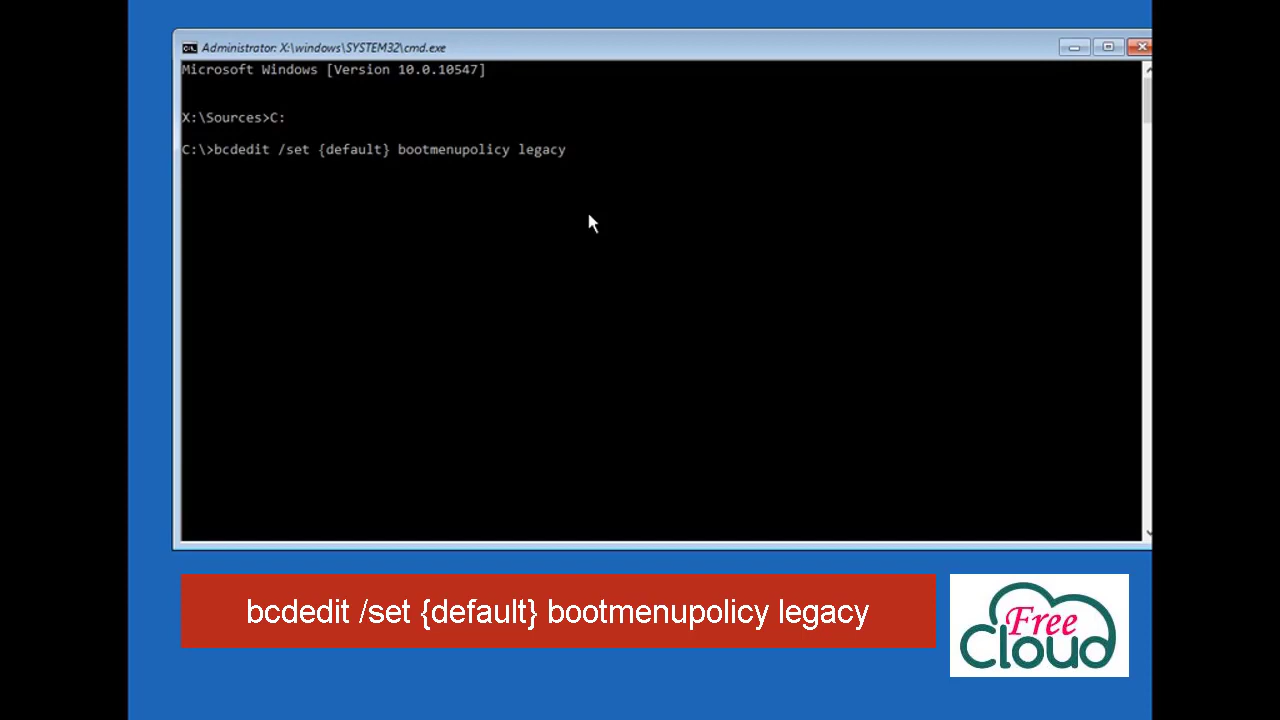 Administrator: X:\windows\SYSTEM32\cmd.exe
Microsoft Windows [Version 10.0.10547]
X:\Sources>C:
C:\>bcdedit /set {default} bootmenupolicy legacy
bcdedit /set {default} bootmenupolicy legacy
Free
Cloud